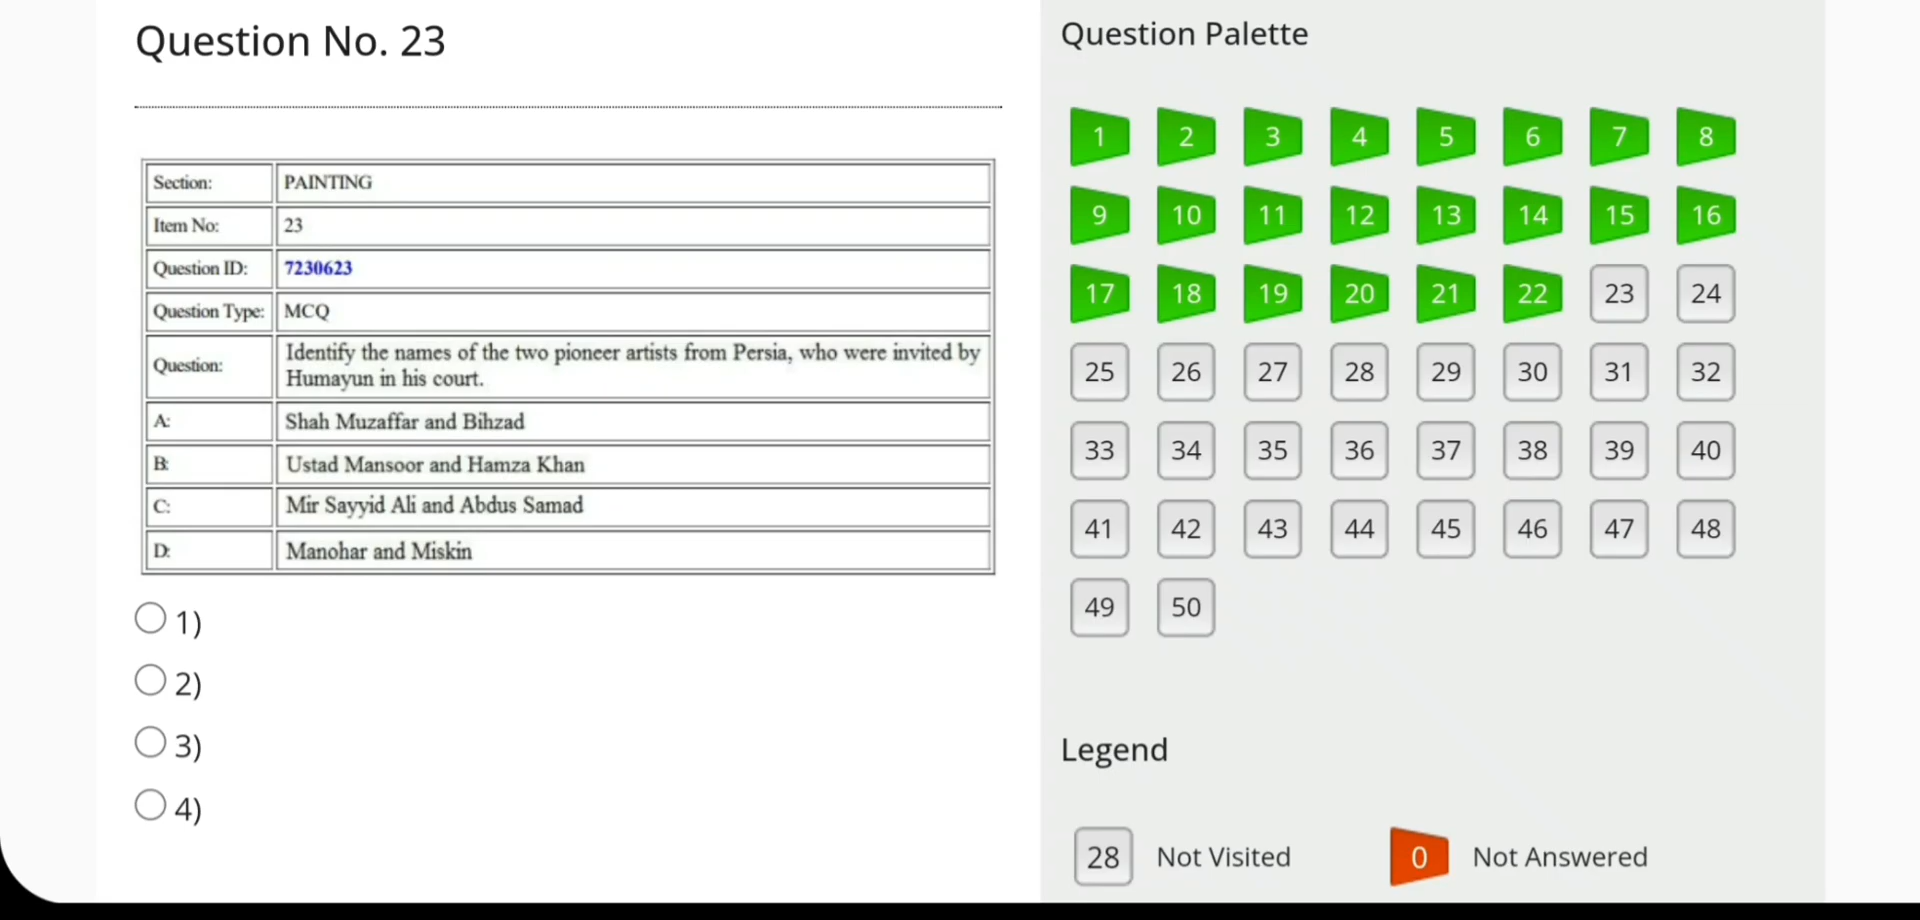 Question No. 23
Section: PAINTING
Item No: 23
Question ID: 7230623
Question Type: MCQ
Question: Identify the names of the two pioneer artists from Persia, who were invited by
Humayun in his court.
A: Shah Muzaffar and Bihzad
B: Ustad Mansoor and Hamza Khan
C: Mir Sayyid Ali and Abdus Samad
D: Manohar and Miskin
1)
2)
3)
4)
Question Palette
1 2 3 4 5 6 7 8
9 10 11 12 13 14 15 16
17 18 19 20 21 22 23 24
25 26 27 28 29 30 31 32
33 34 35 36 37 38 39 40
41 42 43 44 45 46 47 48
49 50
Legend
28 Not Visited 0 Not Answered